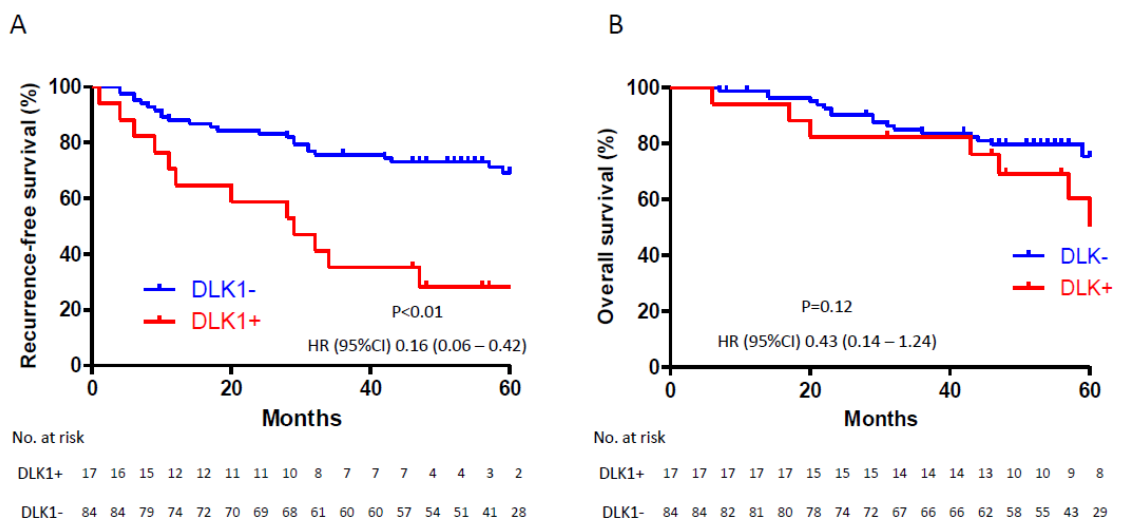 A
B
Recurrence-free survival (%)
100
80
60
40
20
0
DLK1-
DLK1+
P<0.01
HR (95%CI) 0.16 (0.06 – 0.42)
0 20 40 60
Months
Overall survival (%)
100
80
60
40
20
0
DLK-
DLK+
P=0.12
HR (95%CI) 0.43 (0.14 – 1.24)
0 20 40 60
Months
No. at risk
DLK1+ 17 16 15 12 12 11 11 10 8 7 7 7 4 4 3 2
DLK1- 84 84 79 74 72 70 69 68 61 60 60 57 54 51 41 28
No. at risk
DLK1+ 17 17 17 17 17 15 15 15 14 14 14 13 10 10 9 8
DLK1- 84 84 82 81 80 78 74 72 67 66 66 62 58 55 43 29